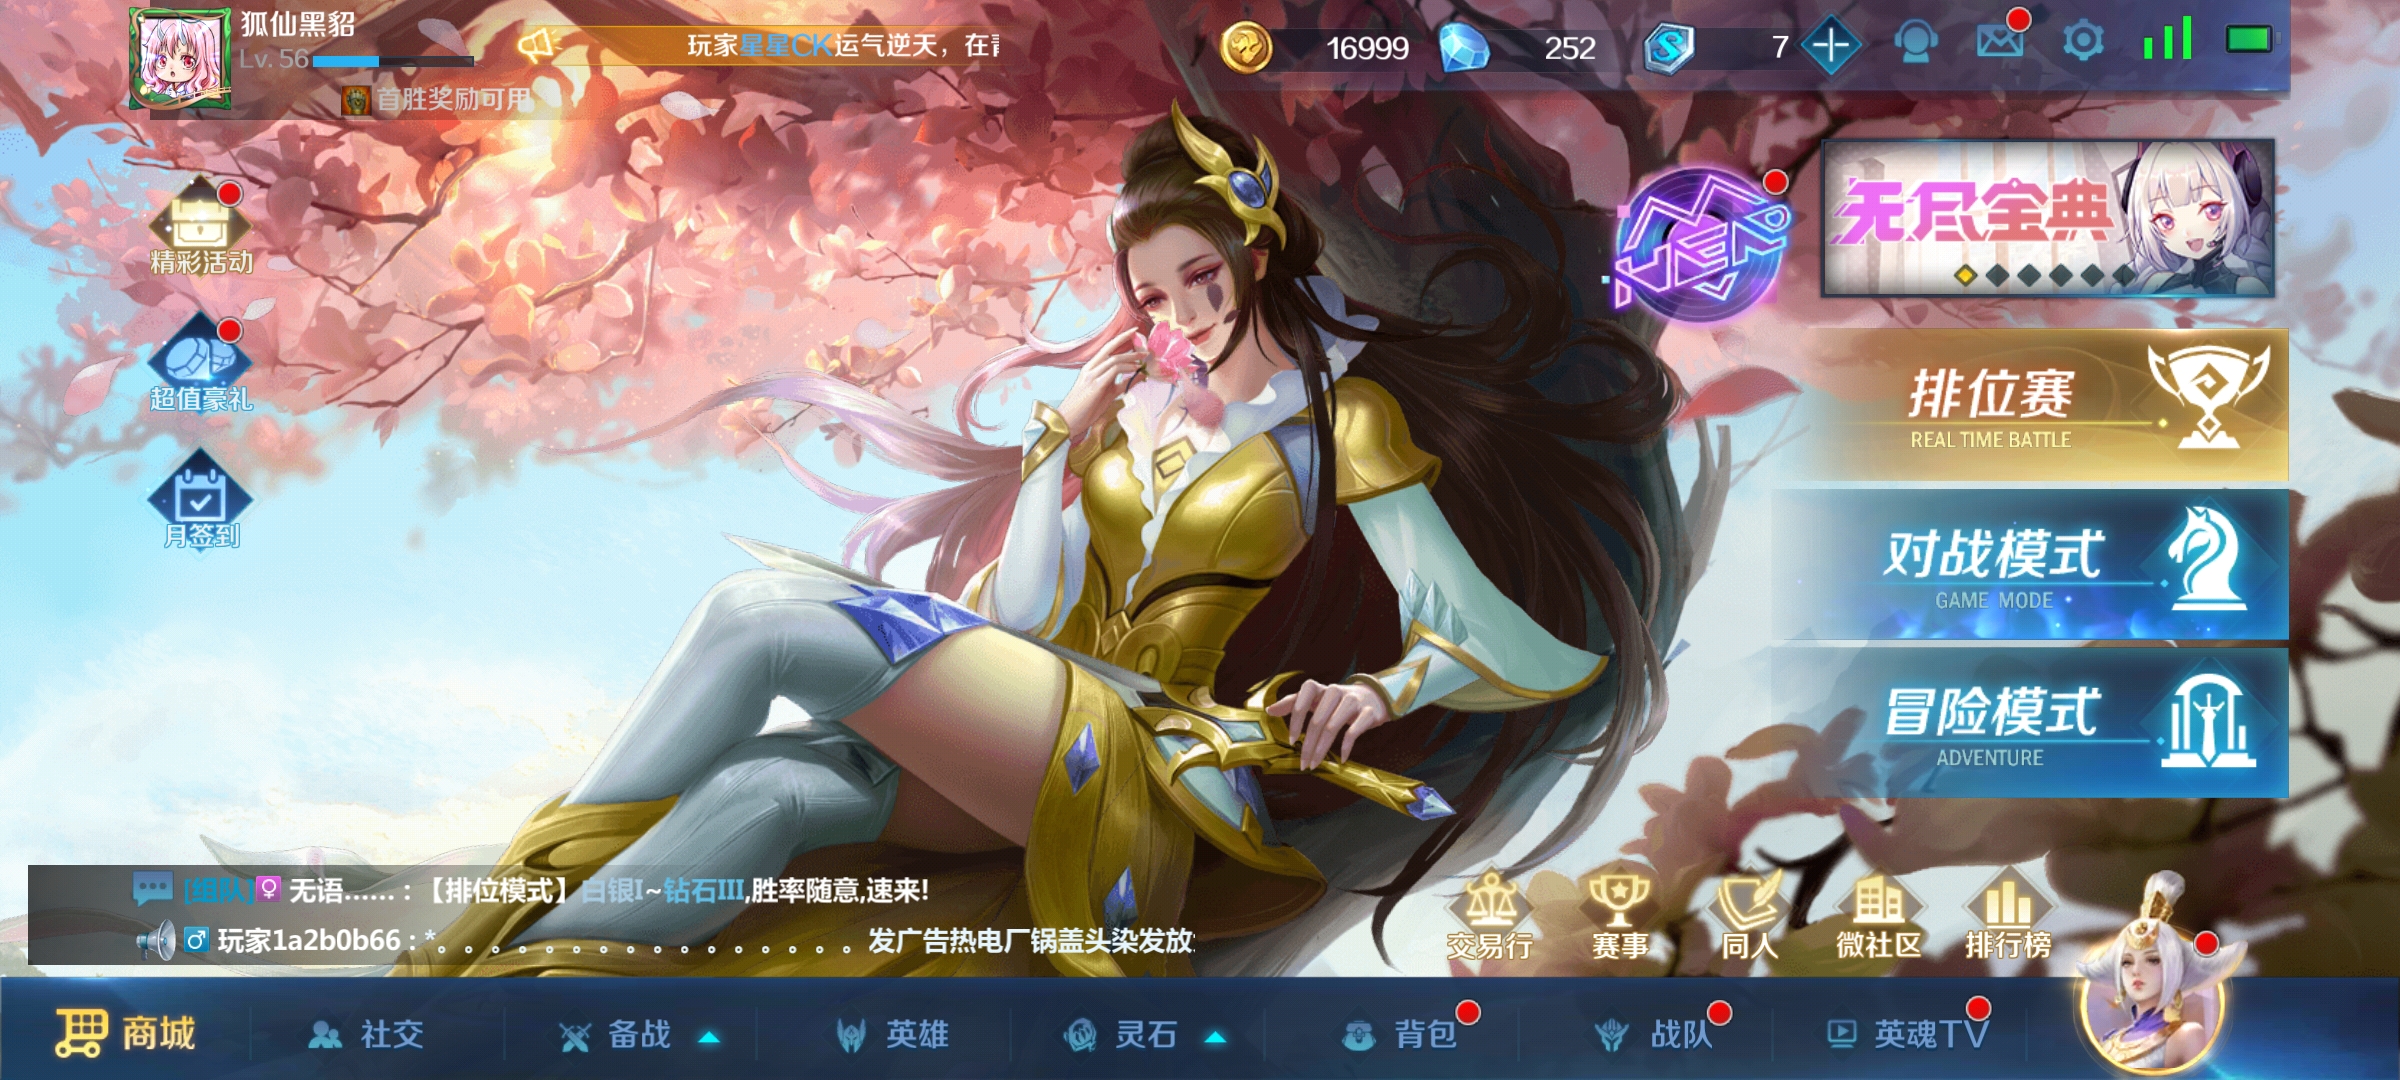 狐仙黑貂
Lv. 56
首胜奖励可用
玩家星星CK运气逆天，在
16999
252
7
精彩活动
超值豪礼
月签到
无尽宝典
排位赛
REAL TIME BATTLE
对战模式
GAME MODE
冒险模式
ADVENTURE
[组队]♀ 无语......：【排位模式】白银I~钻石III,胜率随意,速来!
♂ 玩家1a2b0b66 : *。。。。。。。。。。。。。。。。发广告热电厂锅盖头染发放
交易行
赛事
同人
微社区
排行榜
商城
社交
备战
英雄
灵石
背包
战队
英魂TV